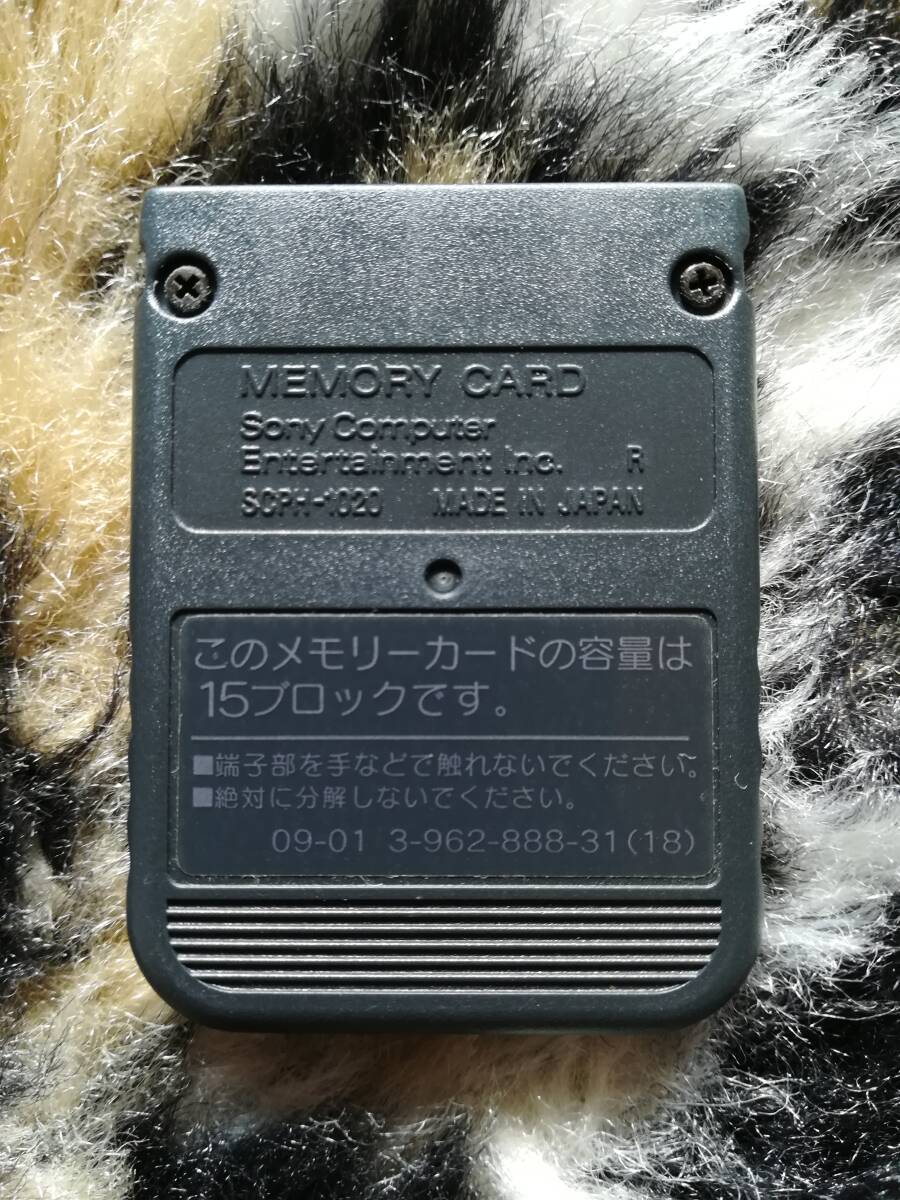 MEMORY CARD
Sony Computer
Entertainment Inc. R
SCPH-1020 MADE IN JAPAN
このメモリーカードの容量は
15ブロックです。
■端子部を手などで触れないでください。
■絶対に分解しないでください。
09-01 3-962-888-31(18)